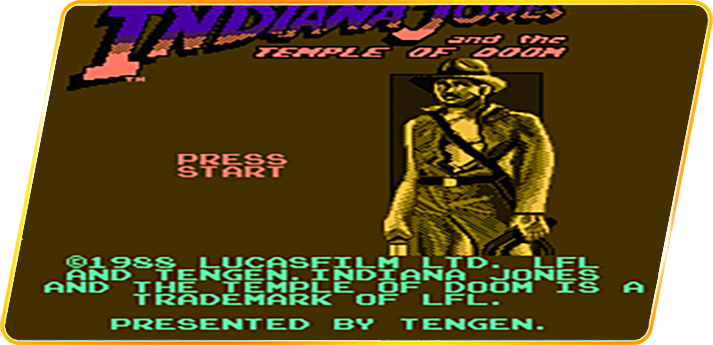 INDIANA JONES
and the
TEMPLE OF DOOM
TM
PRESS
START
©1988 LUCASFILM LTD. LFL
AND TENGEN.INDIANA JONES
AND THE TEMPLE OF DOOM IS A
TRADEMARK OF LFL.
PRESENTED BY TENGEN.